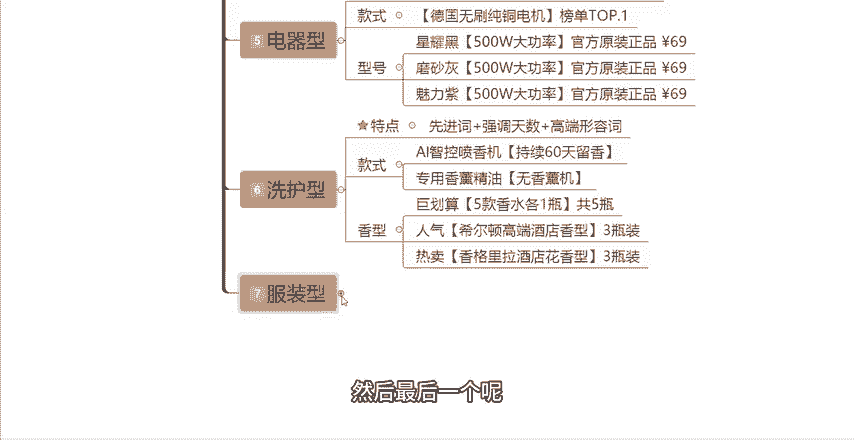 款式
【德国无刷纯铜电机】榜单TOP.1
5 电器型
星耀黑【500W大功率】官方原装正品 ¥69
型号
磨砂灰【500W大功率】官方原装正品 ¥69
魅力紫【500W大功率】官方原装正品 ¥69
特点
先进词+强调天数+高端形容词
AI智控喷香机【持续60天留香】
款式
专用香薰精油【无香薰机】
6 洗护型
巨划算【5款香水各1瓶】共5瓶
香型
人气【希尔顿高端酒店香型】3瓶装
热卖【香格里拉酒店花香型】3瓶装
7 服装型
然后最后一个呢